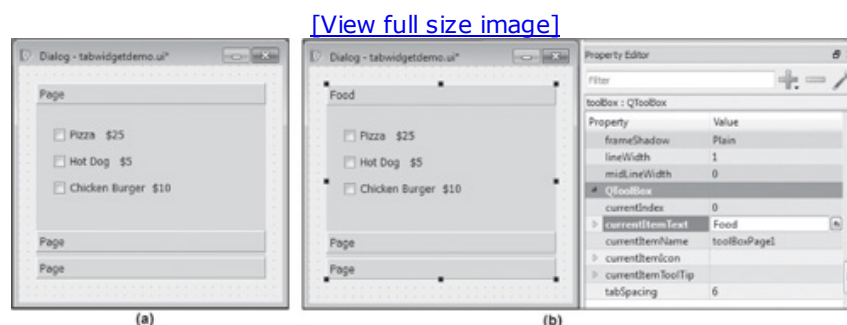 [View full size image]
Dialog - tabwidgetdemo.ui*
Page
Pizza $25
Hot Dog $5
Chicken Burger $10
Page
Page
(a)
Dialog - tabwidgetdemo.ui*
Food
Pizza $25
Hot Dog $5
Chicken Burger $10
Page
Page
Property Editor
Filter
toolBox : QToolBox
Property Value
frameShadow Plain
lineWidth 1
midLineWidth 0
QToolBox
currentIndex 0
currentItemText Food
currentItemName toolBoxPage1
currentItemIcon
currentItemToolTip
tabSpacing 6
(b)